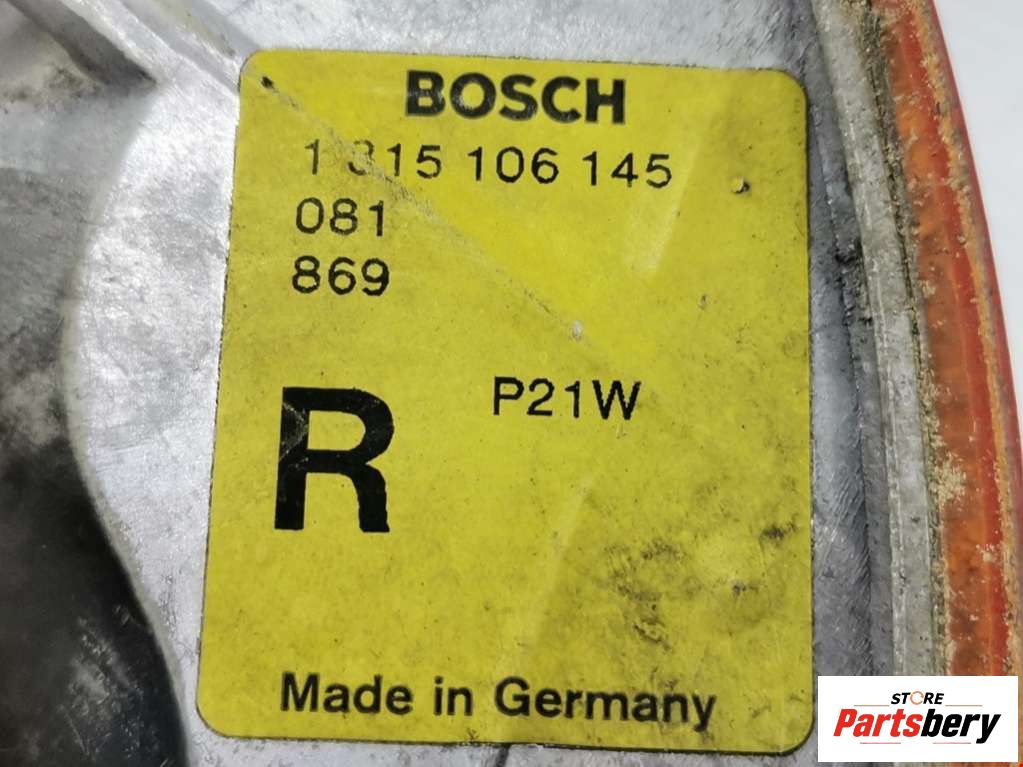 BOSCH
1 315 106 145
081
869
R
P21W
Made in Germany
STORE
Partsbery